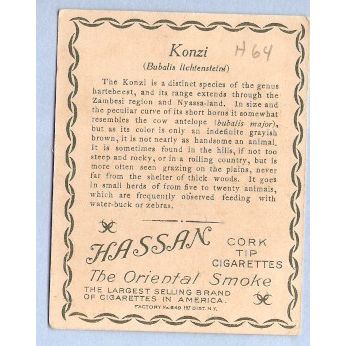 Konzi
H64
(Bubalis lichtensteini)
The Konzi is a distinct species of the genus
hartebeest, and its range extends through the
Zambesi region and Nyassa-land. In size and
the peculiar curve of its short horns it somewhat
resembles the cow antelope (bubalis major),
but as its color is only an indefinite grayish
brown, it is not nearly as handsome an animal.
It is sometimes found in the hills, if not too
steep and rocky, or in a rolling country, but is
more often seen grazing on the plains, never
far from the shelter of thick woods. It goes
in small herds of from five to twenty animals,
which are frequently observed feeding with
water-buck or zebras.
HASSAN
CORK
TIP
CIGARETTES
The Oriental Smoke
THE LARGEST SELLING BRAND
OF CIGARETTES IN AMERICA.
FACTORY No 649 1ST DIST. N.Y.